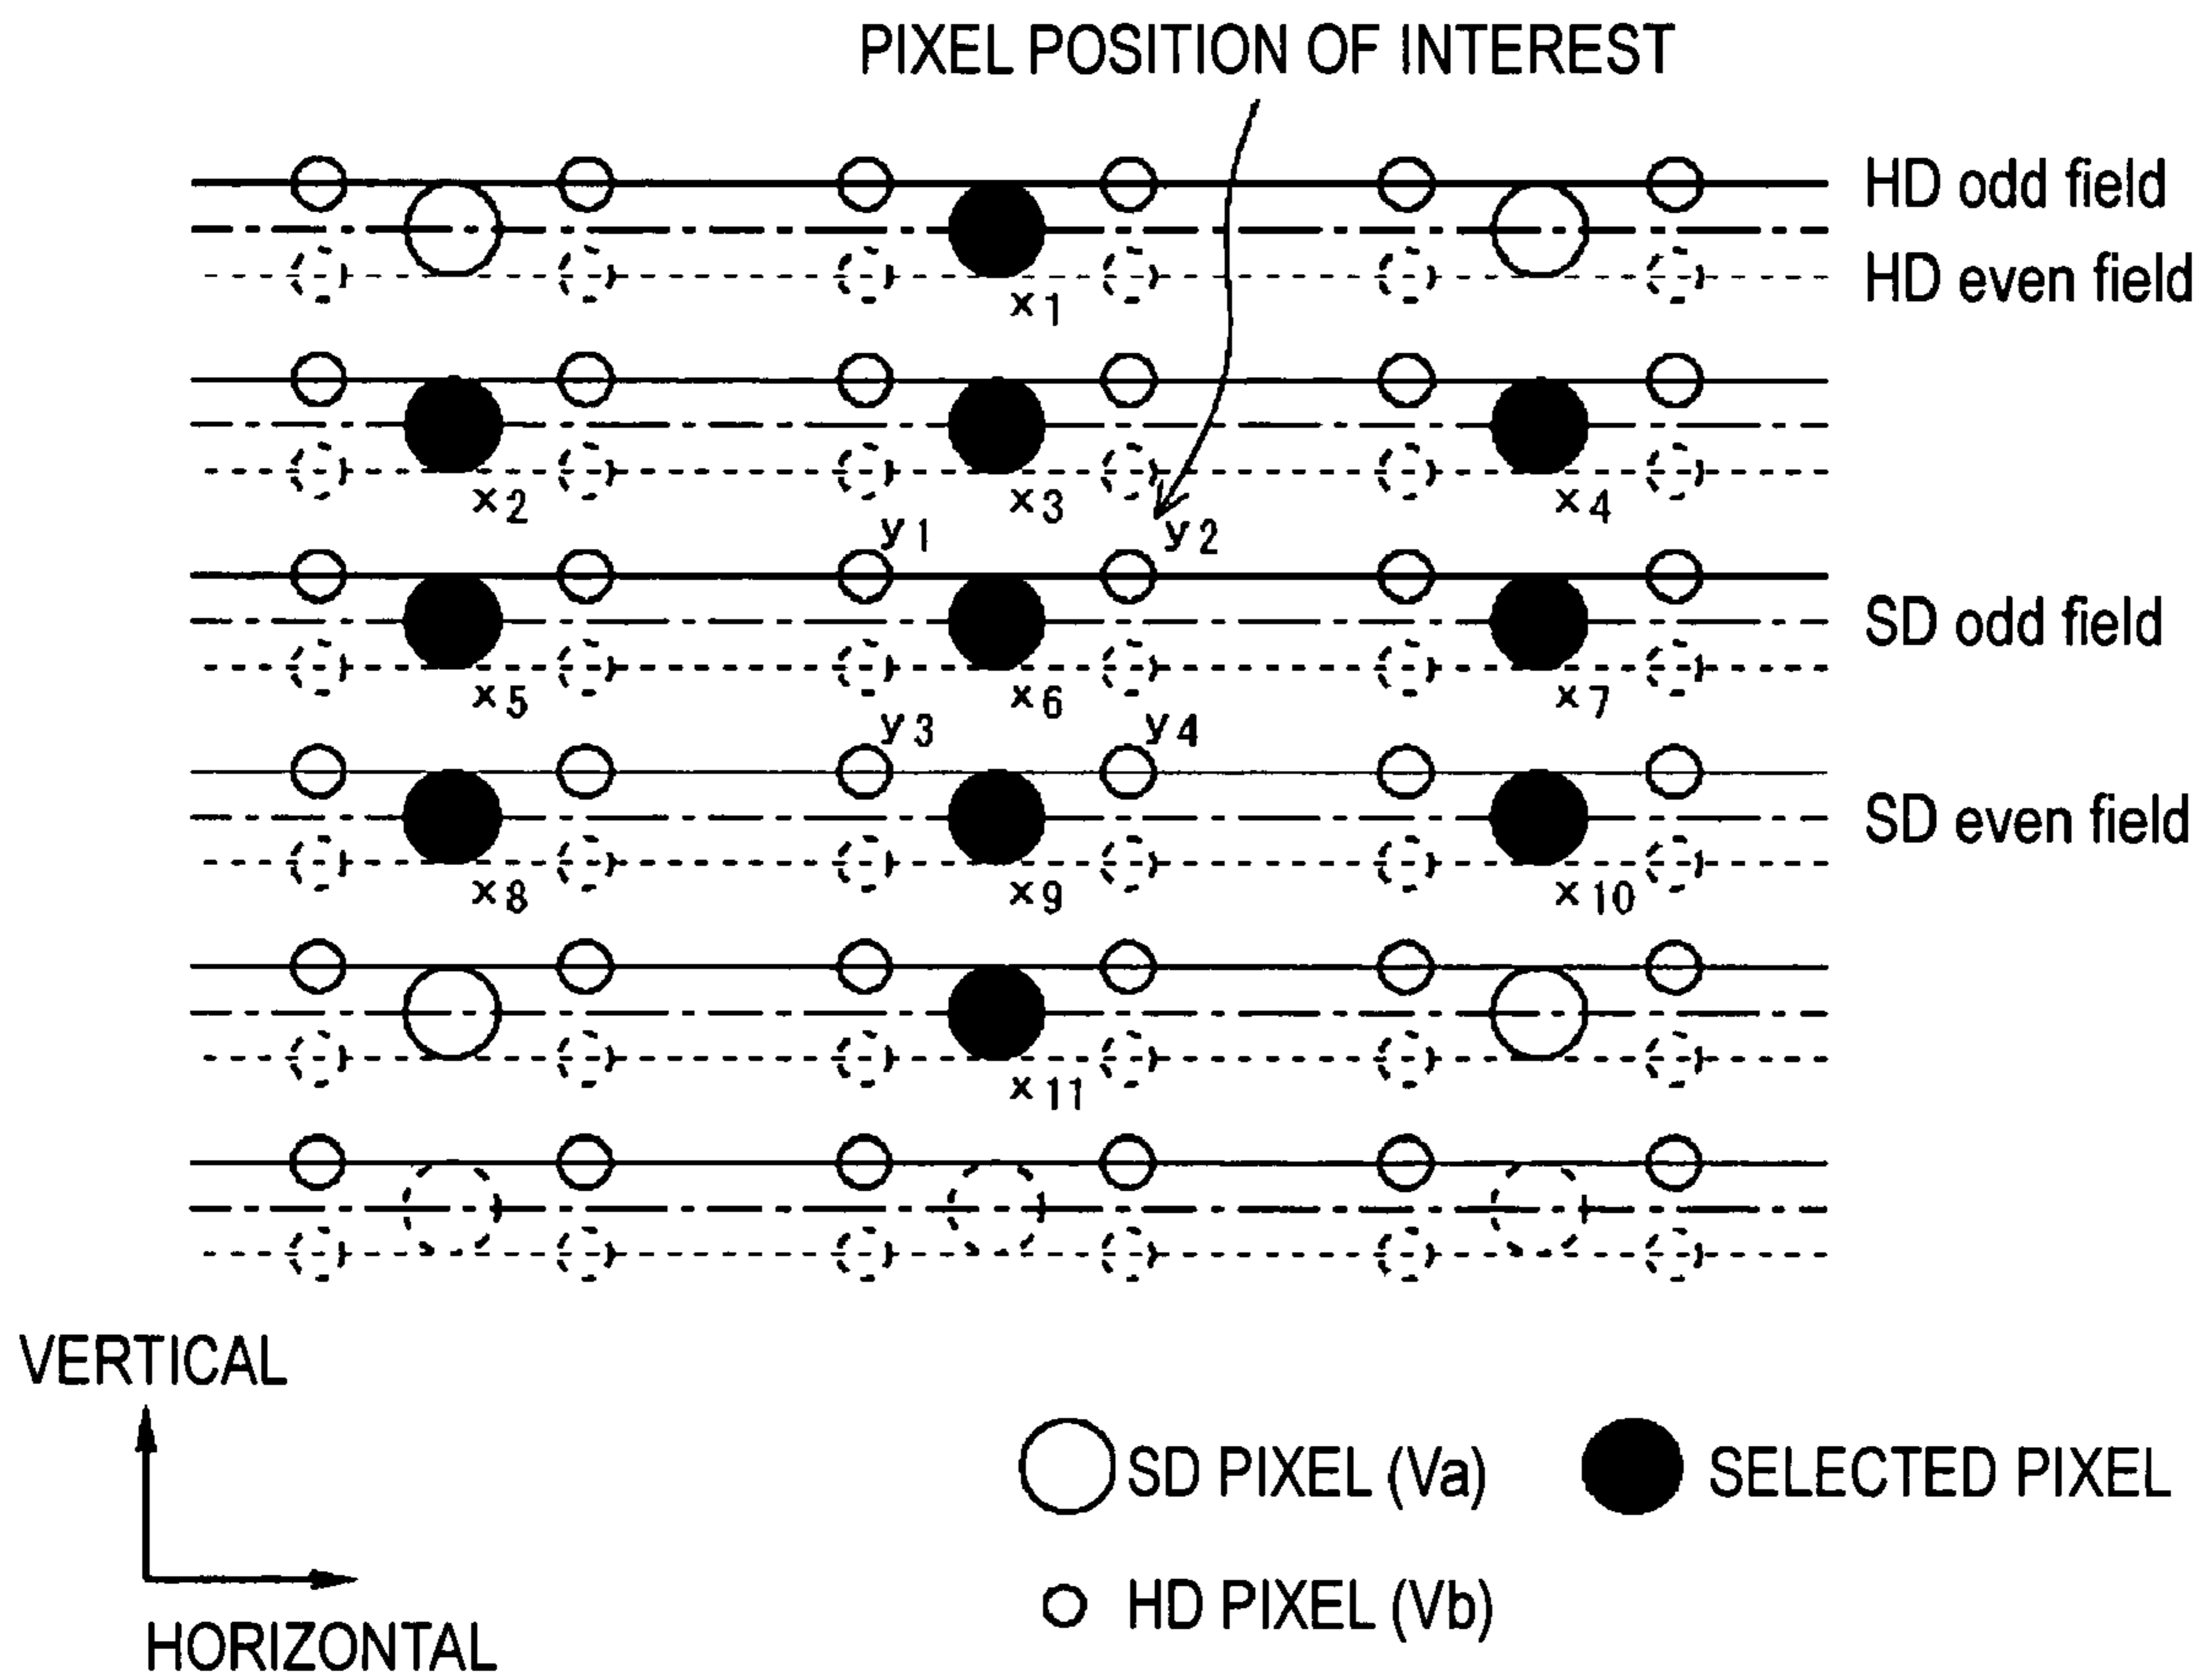 PIXEL POSITION OF INTEREST
HD odd field
HD even field
x1
x2 x3 x4
y1 y2
SD odd field
x5 x6 x7
y3 y4
SD even field
x8 x9 x10
x11
VERTICAL
SD PIXEL (Va) SELECTED PIXEL
HD PIXEL (Vb)
HORIZONTAL